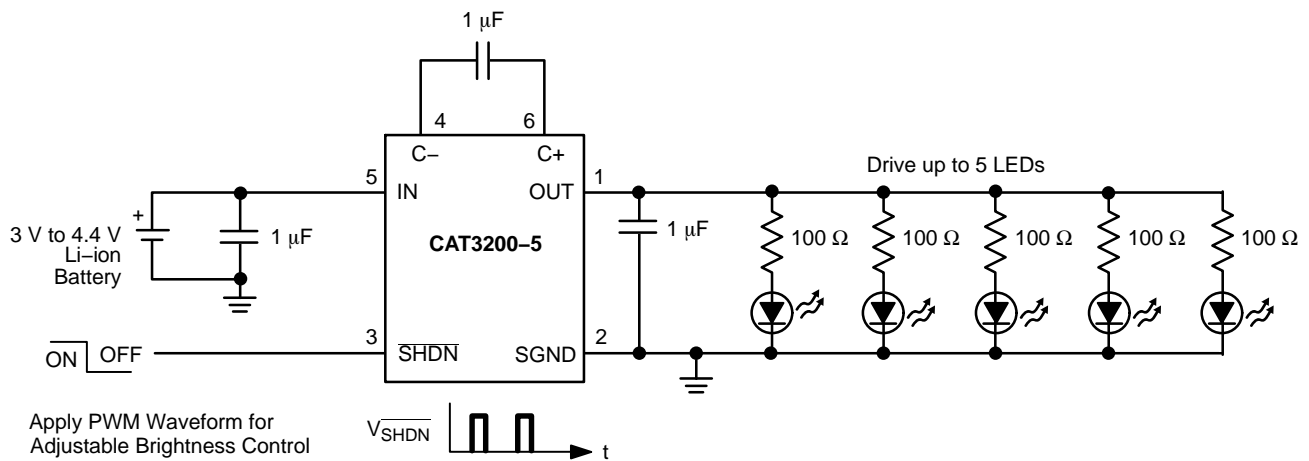 1 μF
4 6
C− C+
5 IN OUT 1
CAT3200−5
Drive up to 5 LEDs
+
3 V to 4.4 V
Li−ion
Battery
1 μF
1 μF
100 Ω 100 Ω 100 Ω 100 Ω 100 Ω
ON OFF
3 SHDN SGND 2
Apply PWM Waveform for
Adjustable Brightness Control
VSHDN
t